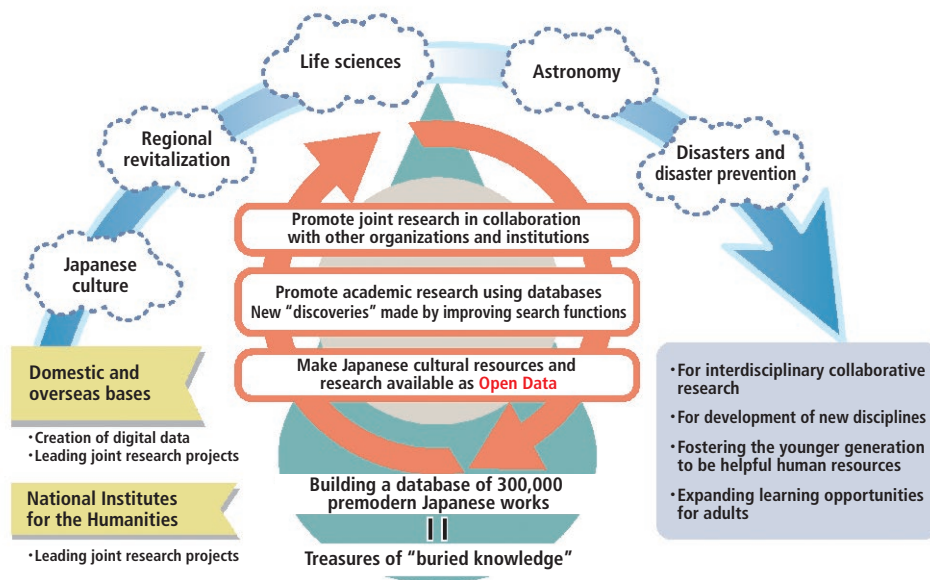 Life sciences
Astronomy
Regional
revitalization
Disasters and
disaster prevention
Japanese
culture
Promote joint research in collaboration
with other organizations and institutions
Promote academic research using databases
New “discoveries” made by improving search functions
Make Japanese cultural resources and
research available as Open Data
Domestic and
overseas bases
・Creation of digital data
・Leading joint research projects
National Institutes
for the Humanities
・Leading joint research projects
Building a database of 300,000
premodern Japanese works
Treasures of “buried knowledge”
・For interdisciplinary collaborative
research
・For development of new disciplines
・Fostering the younger generation
to be helpful human resources
・Expanding learning opportunities
for adults